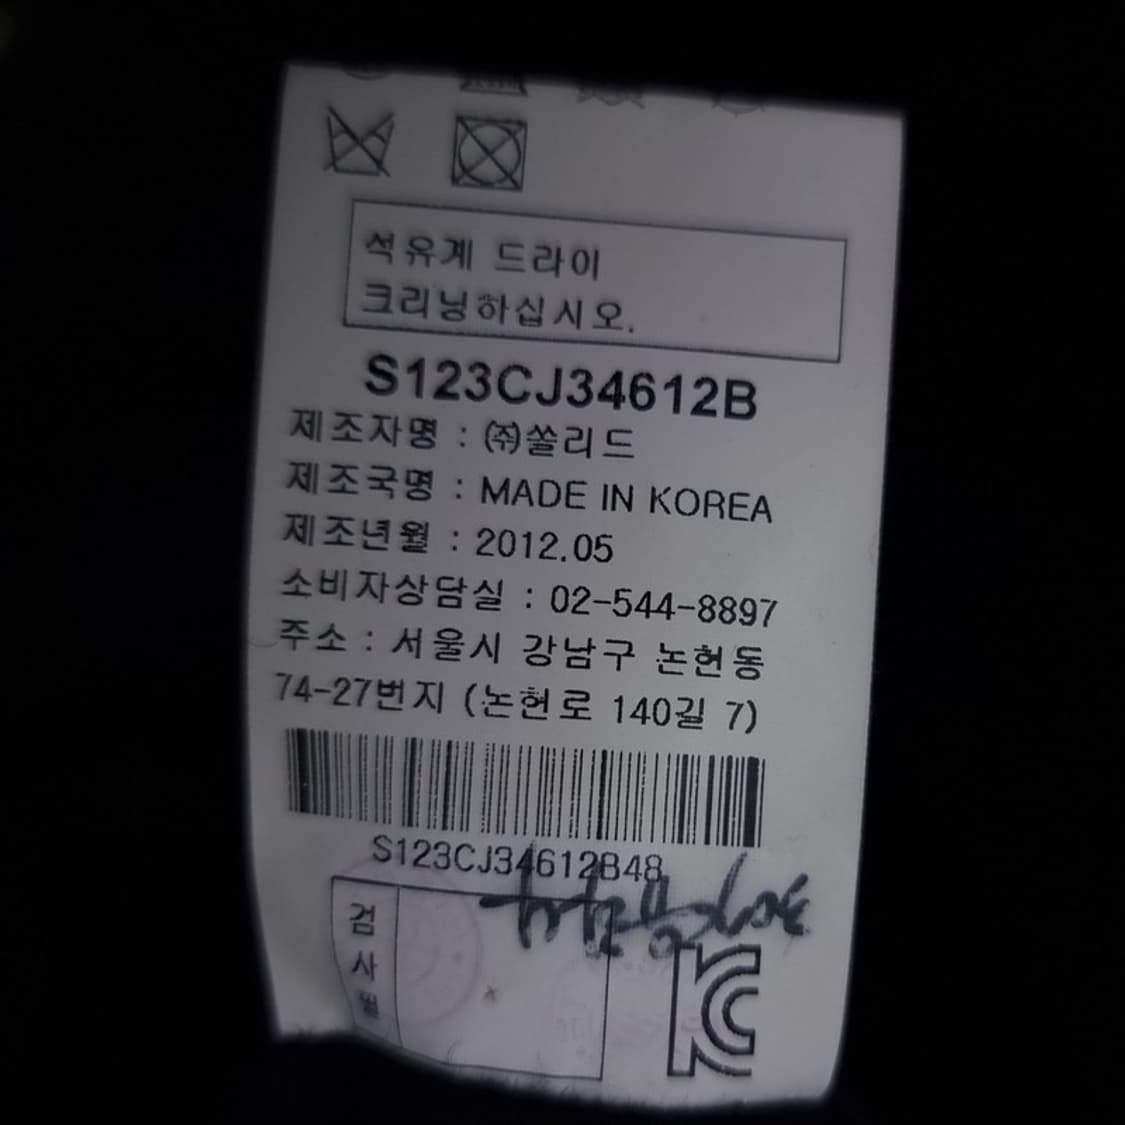 석유계 드라이
크리닝하십시오.
S123CJ34612B
제조자명 : ㈜쏠리드
제조국명 : MADE IN KOREA
제조년월 : 2012.05
소비자상담실 : 02-544-8897
주소 : 서울시 강남구 논현동
74-27번지 (논현로 140길 7)
S123CJ34612B48
검
사
필
KC